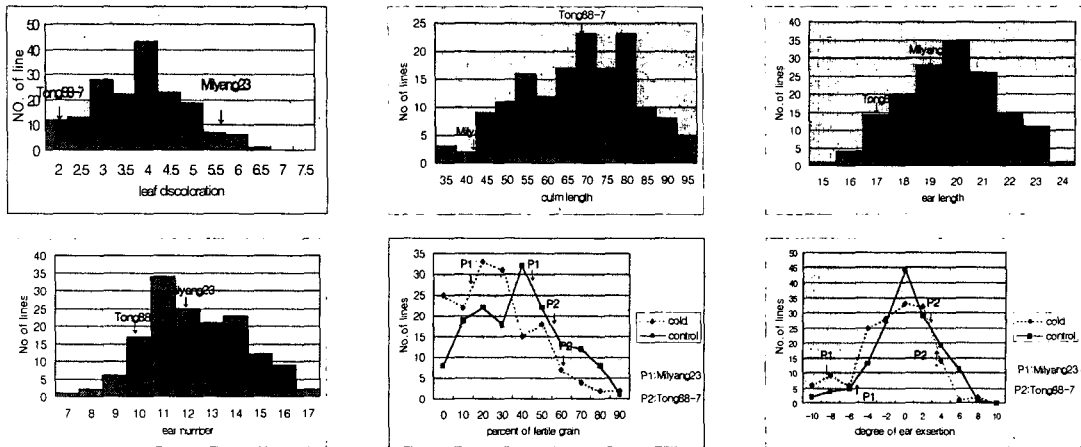 NO. of line
50
40
30
20
10
0
Tong88-7
Milyang23
2 2.5 3 3.5 4 4.5 5 5.5 6 6.5 7 7.5
leaf discoloration
No. of lines
25
20
15
10
5
0
Tong88-7
Mily
35 40 45 50 55 60 65 70 75 80 85 90 95
culm length
No. of lines
40
35
30
25
20
15
10
5
0
Milyang
Tong8
15 16 17 18 19 20 21 22 23 24
ear length
No. of lines
40
35
30
25
20
15
10
5
0
Milyang23
Tong88
7 8 9 10 11 12 13 14 15 16 17
ear number
No. of lines
35
30
25
20
15
10
5
0
P1
P1
P2
P2
0 10 20 30 40 50 60 70 80 90
percent of fertile grain
cold
control
P1:Milyang23
P2:Tong88-7
No. of lines
50
45
40
35
30
25
20
15
10
5
0
P1
P1
P2
P2
-10 -8 -6 -4 -2 0 2 4 6 8 10
degree of ear exsertion
cold
control
P1:Milyang23
P2:Tong88-7